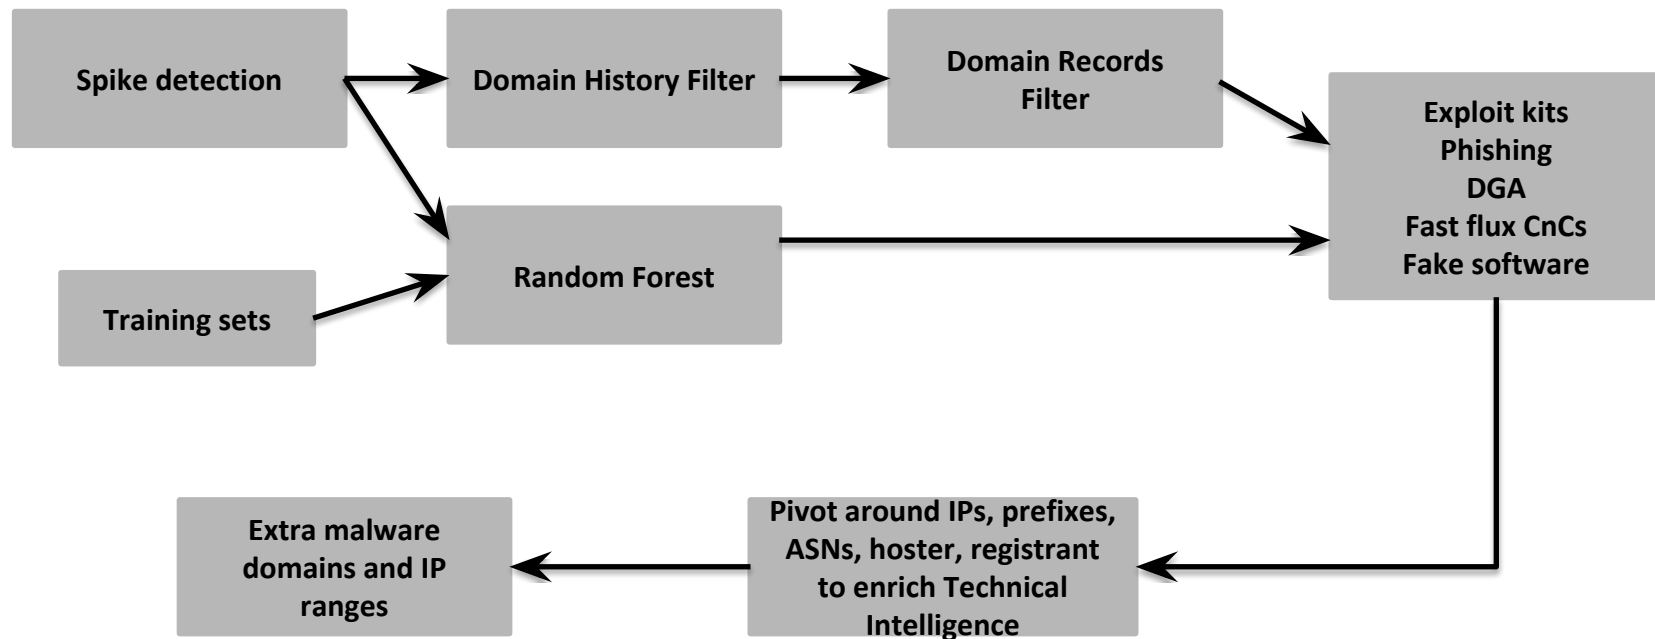 Spike detection
Domain History Filter
Domain Records
Filter
Exploit kits
Phishing
DGA
Fast flux CnCs
Fake software
Random Forest
Training sets
Extra malware
domains and IP
ranges
Pivot around IPs, prefixes,
ASNs, hoster, registrant
to enrich Technical
Intelligence